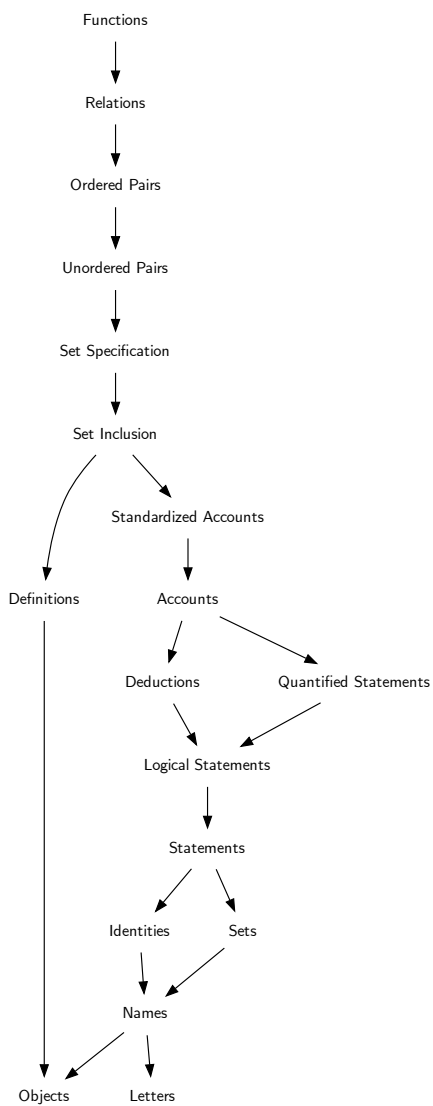 Functions
Relations
Ordered Pairs
Unordered Pairs
Set Specification
Set Inclusion
Standardized Accounts
Definitions
Accounts
Deductions
Quantified Statements
Logical Statements
Statements
Identities
Sets
Names
Objects
Letters